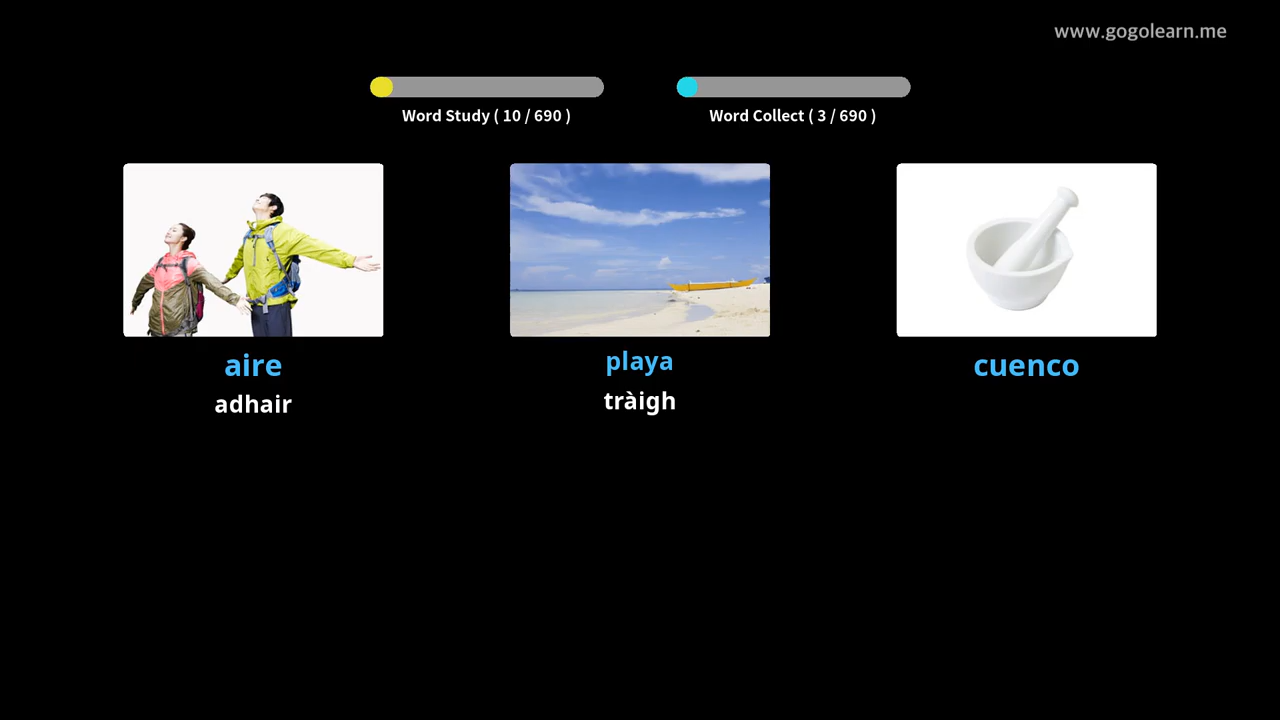 www.gogolearn.me
Word Study ( 10 / 690 )
Word Collect ( 3 / 690 )
aire
adhair
playa
tràigh
cuenco